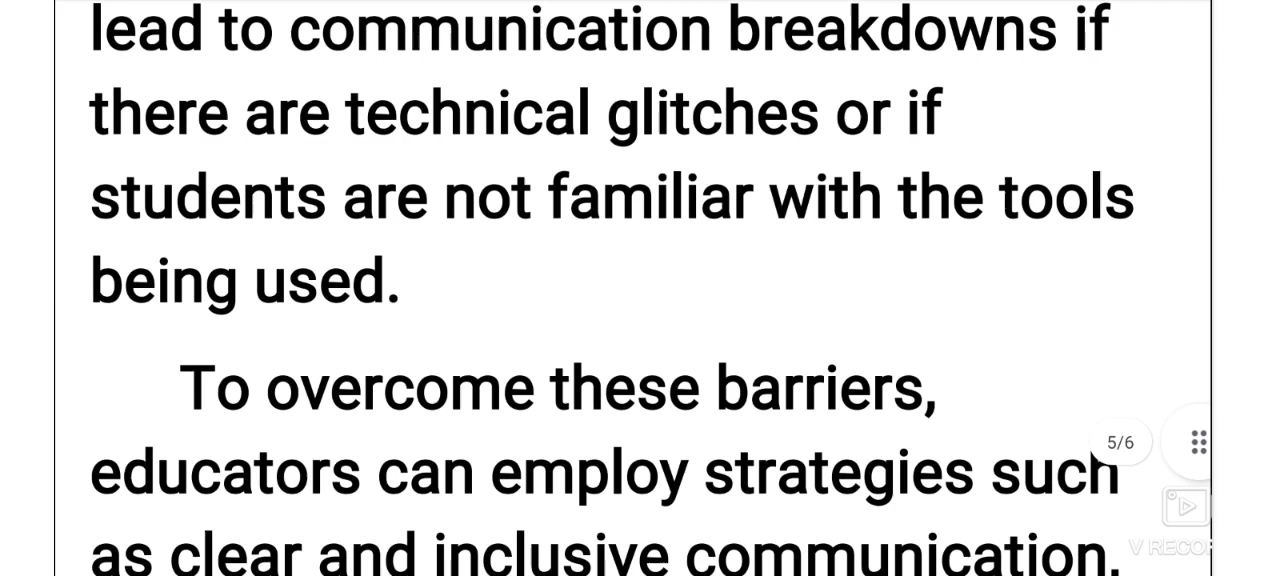 lead to communication breakdowns if
there are technical glitches or if
students are not familiar with the tools
being used.
To overcome these barriers,
educators can employ strategies such
as clear and inclusive communication,
5/6
V RECOR